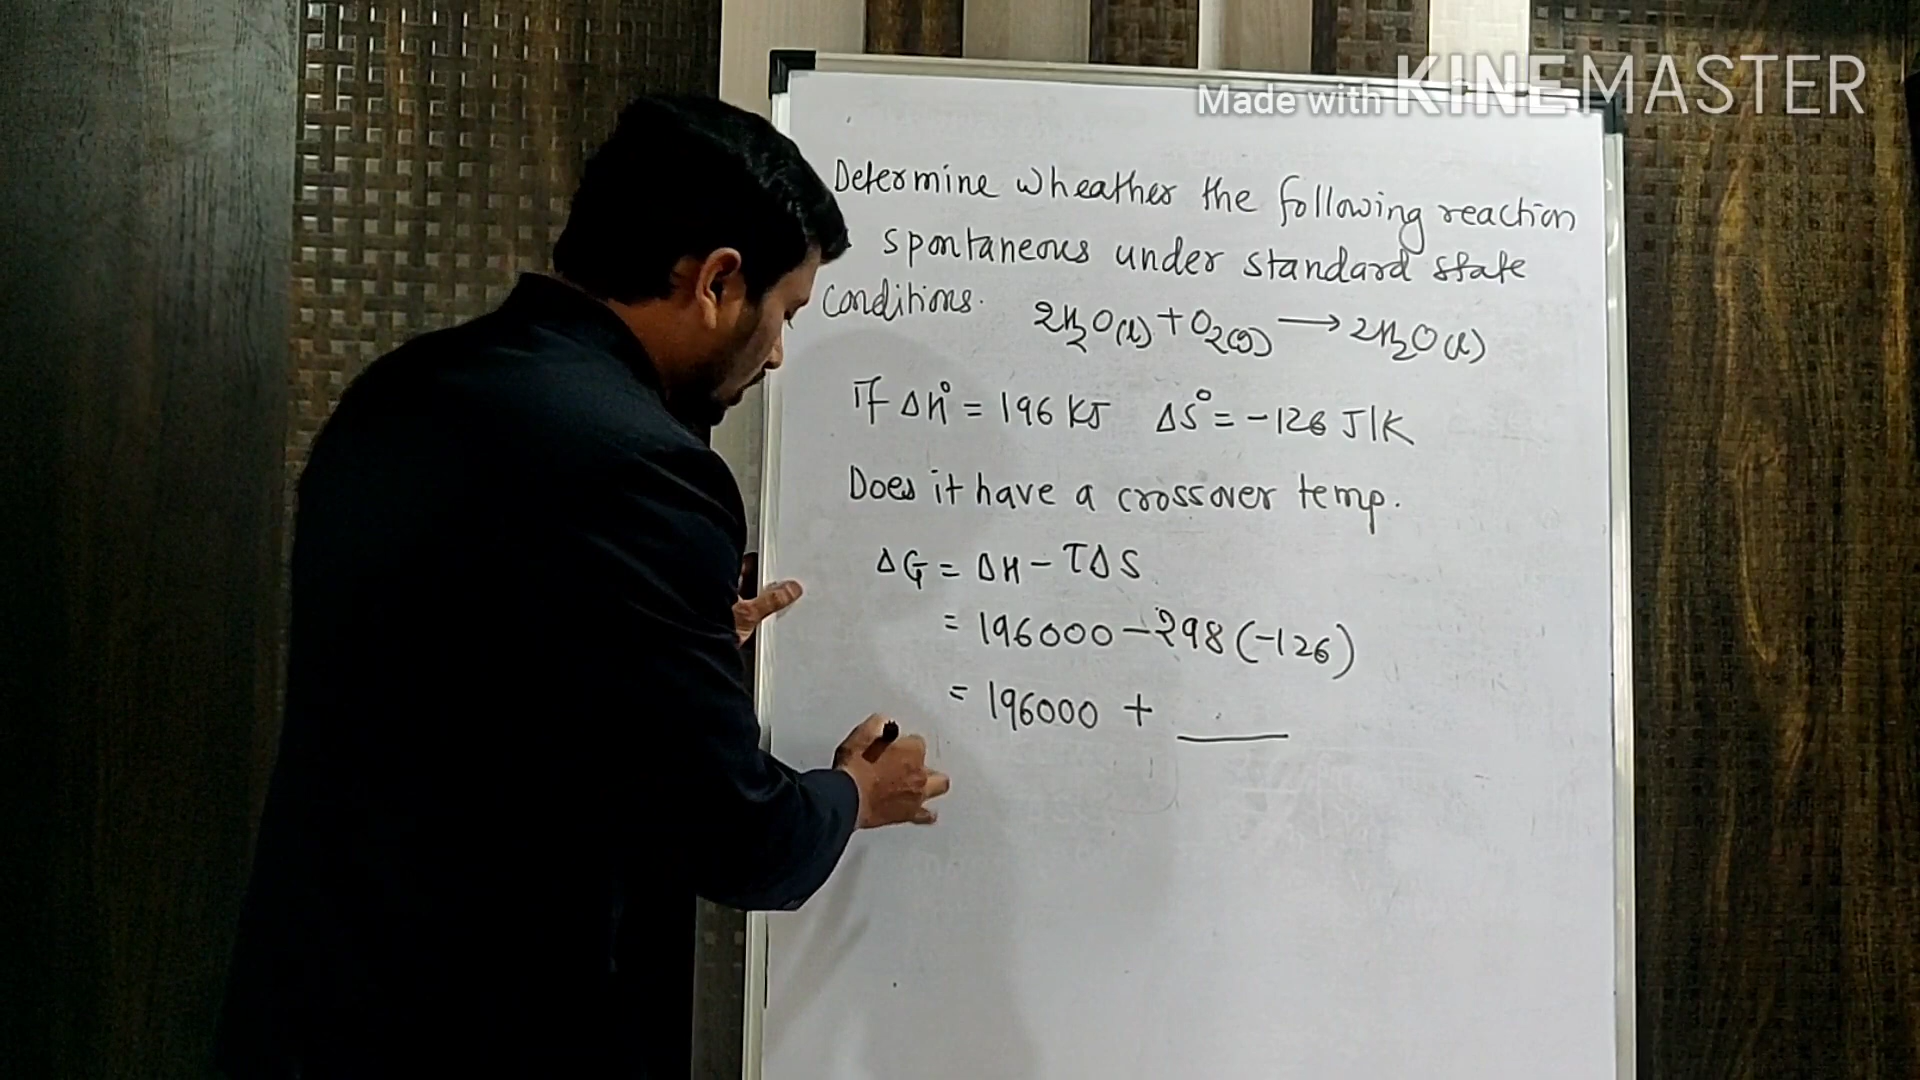 Made with KINEMASTER
Determine wheather the following reaction
spontaneous under standard state
conditions. 2H₂O(l) + O₂(g) → 2H₂O(l)
If ΔH° = 196 KJ ΔS° = -126 J/K
Does it have a crossover temp.
ΔG = ΔH - TΔS
= 196000 - 298 (-126)
= 196000 + ____